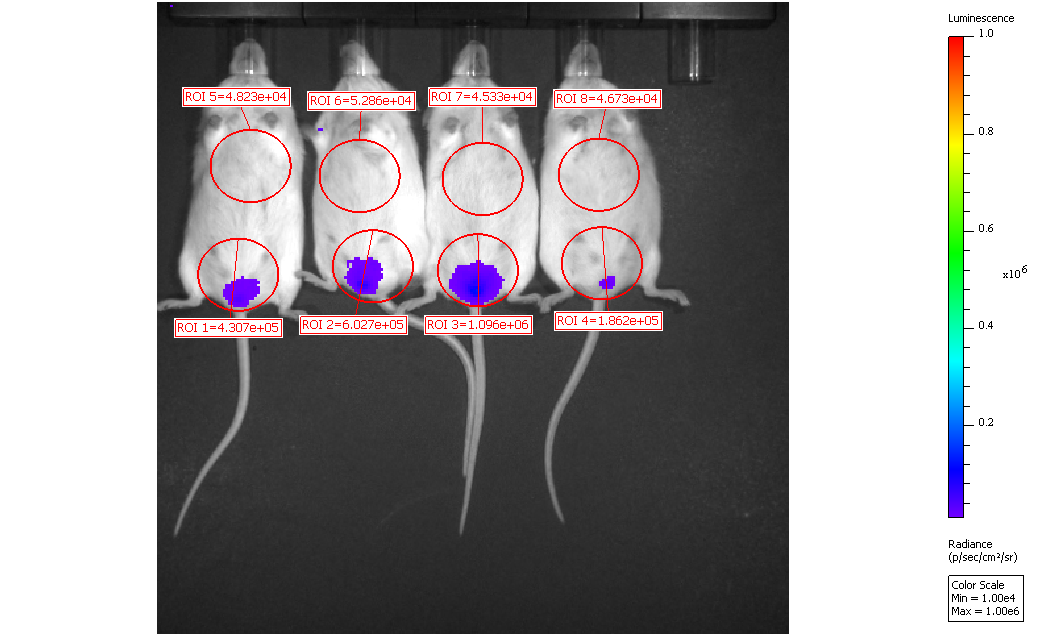 Luminescence
1.0
ROI 5=4.823e+04
ROI 6=5.286e+04
ROI 7=4.533e+04
ROI 8=4.673e+04
0.8
0.6
x10⁶
ROI 1=4.307e+05
ROI 2=6.027e+05
ROI 3=1.096e+06
ROI 4=1.862e+05
0.4
0.2
Radiance
(p/sec/cm²/sr)
Color Scale
Min = 1.00e4
Max = 1.00e6